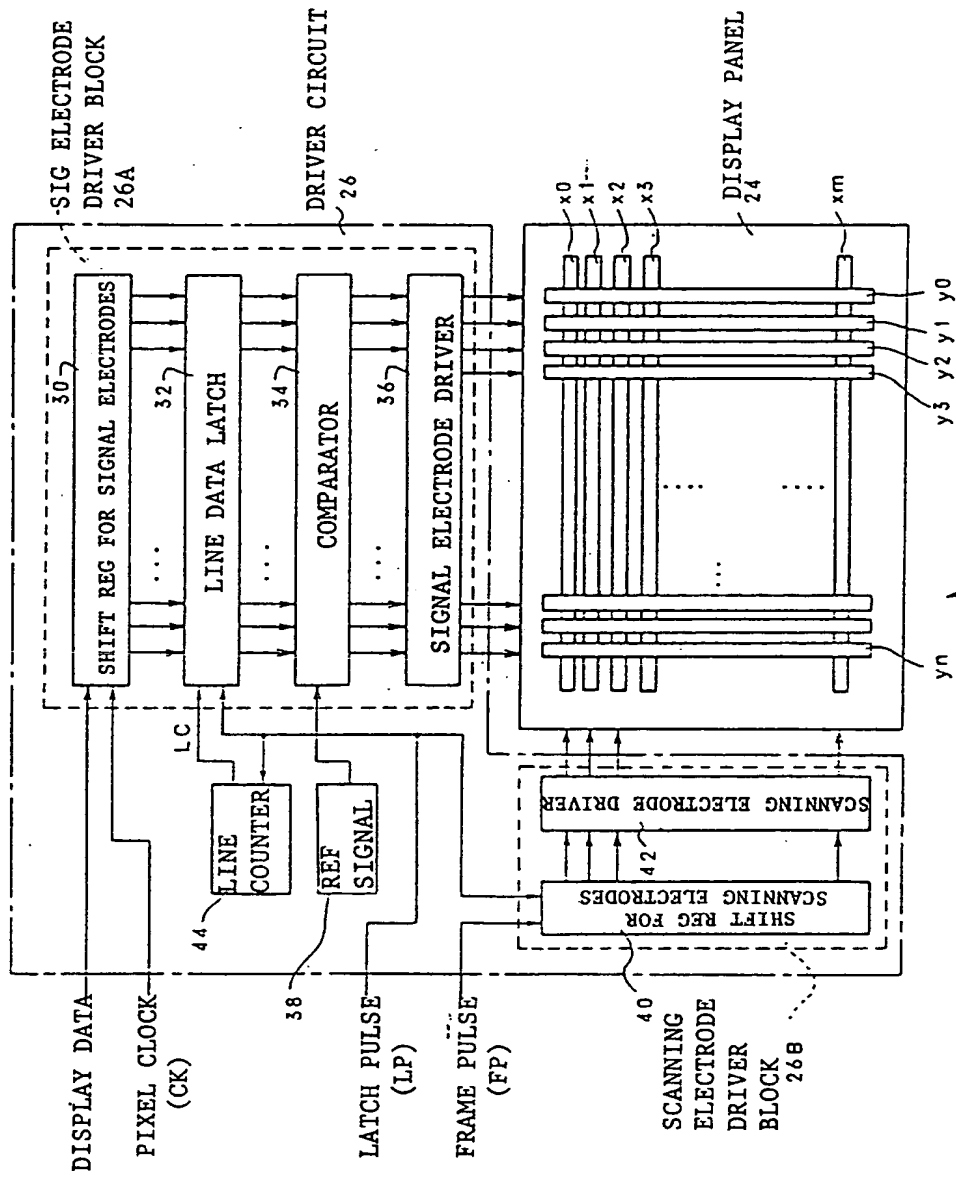 SIG ELECTRODE
DRIVER BLOCK
26A
DRIVER CIRCUIT
26
DISPLAY PANEL
24
30
SHIFT REG FOR SIGNAL ELECTRODES
32
LINE DATA LATCH
34
COMPARATOR
36
SIGNAL ELECTRODE DRIVER
x0
x1
x2
x3
xm
y0
y1
y2
y3
yn
LC
LINE
COUNTER
44
REF
SIGNAL
38
SCANNING ELECTRODE DRIVER
42
SHIFT REG FOR
SCANNING ELECTRODES
40
DISPLAY DATA
PIXEL CLOCK
(CK)
LATCH PULSE
(LP)
FRAME PULSE
(FP)
SCANNING
ELECTRODE
DRIVER
BLOCK
26B